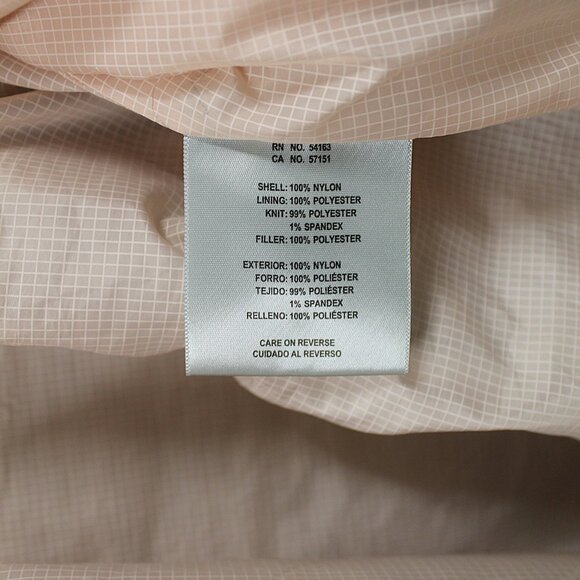 RN NO. 54163
CA NO. 57151
SHELL: 100% NYLON
LINING: 100% POLYESTER
KNIT: 99% POLYESTER
1% SPANDEX
FILLER: 100% POLYESTER
EXTERIOR: 100% NYLON
FORRO: 100% POLIÉSTER
TEJIDO: 99% POLIÉSTER
1% SPANDEX
RELLENO: 100% POLIÉSTER
CARE ON REVERSE
CUIDADO AL REVERSO